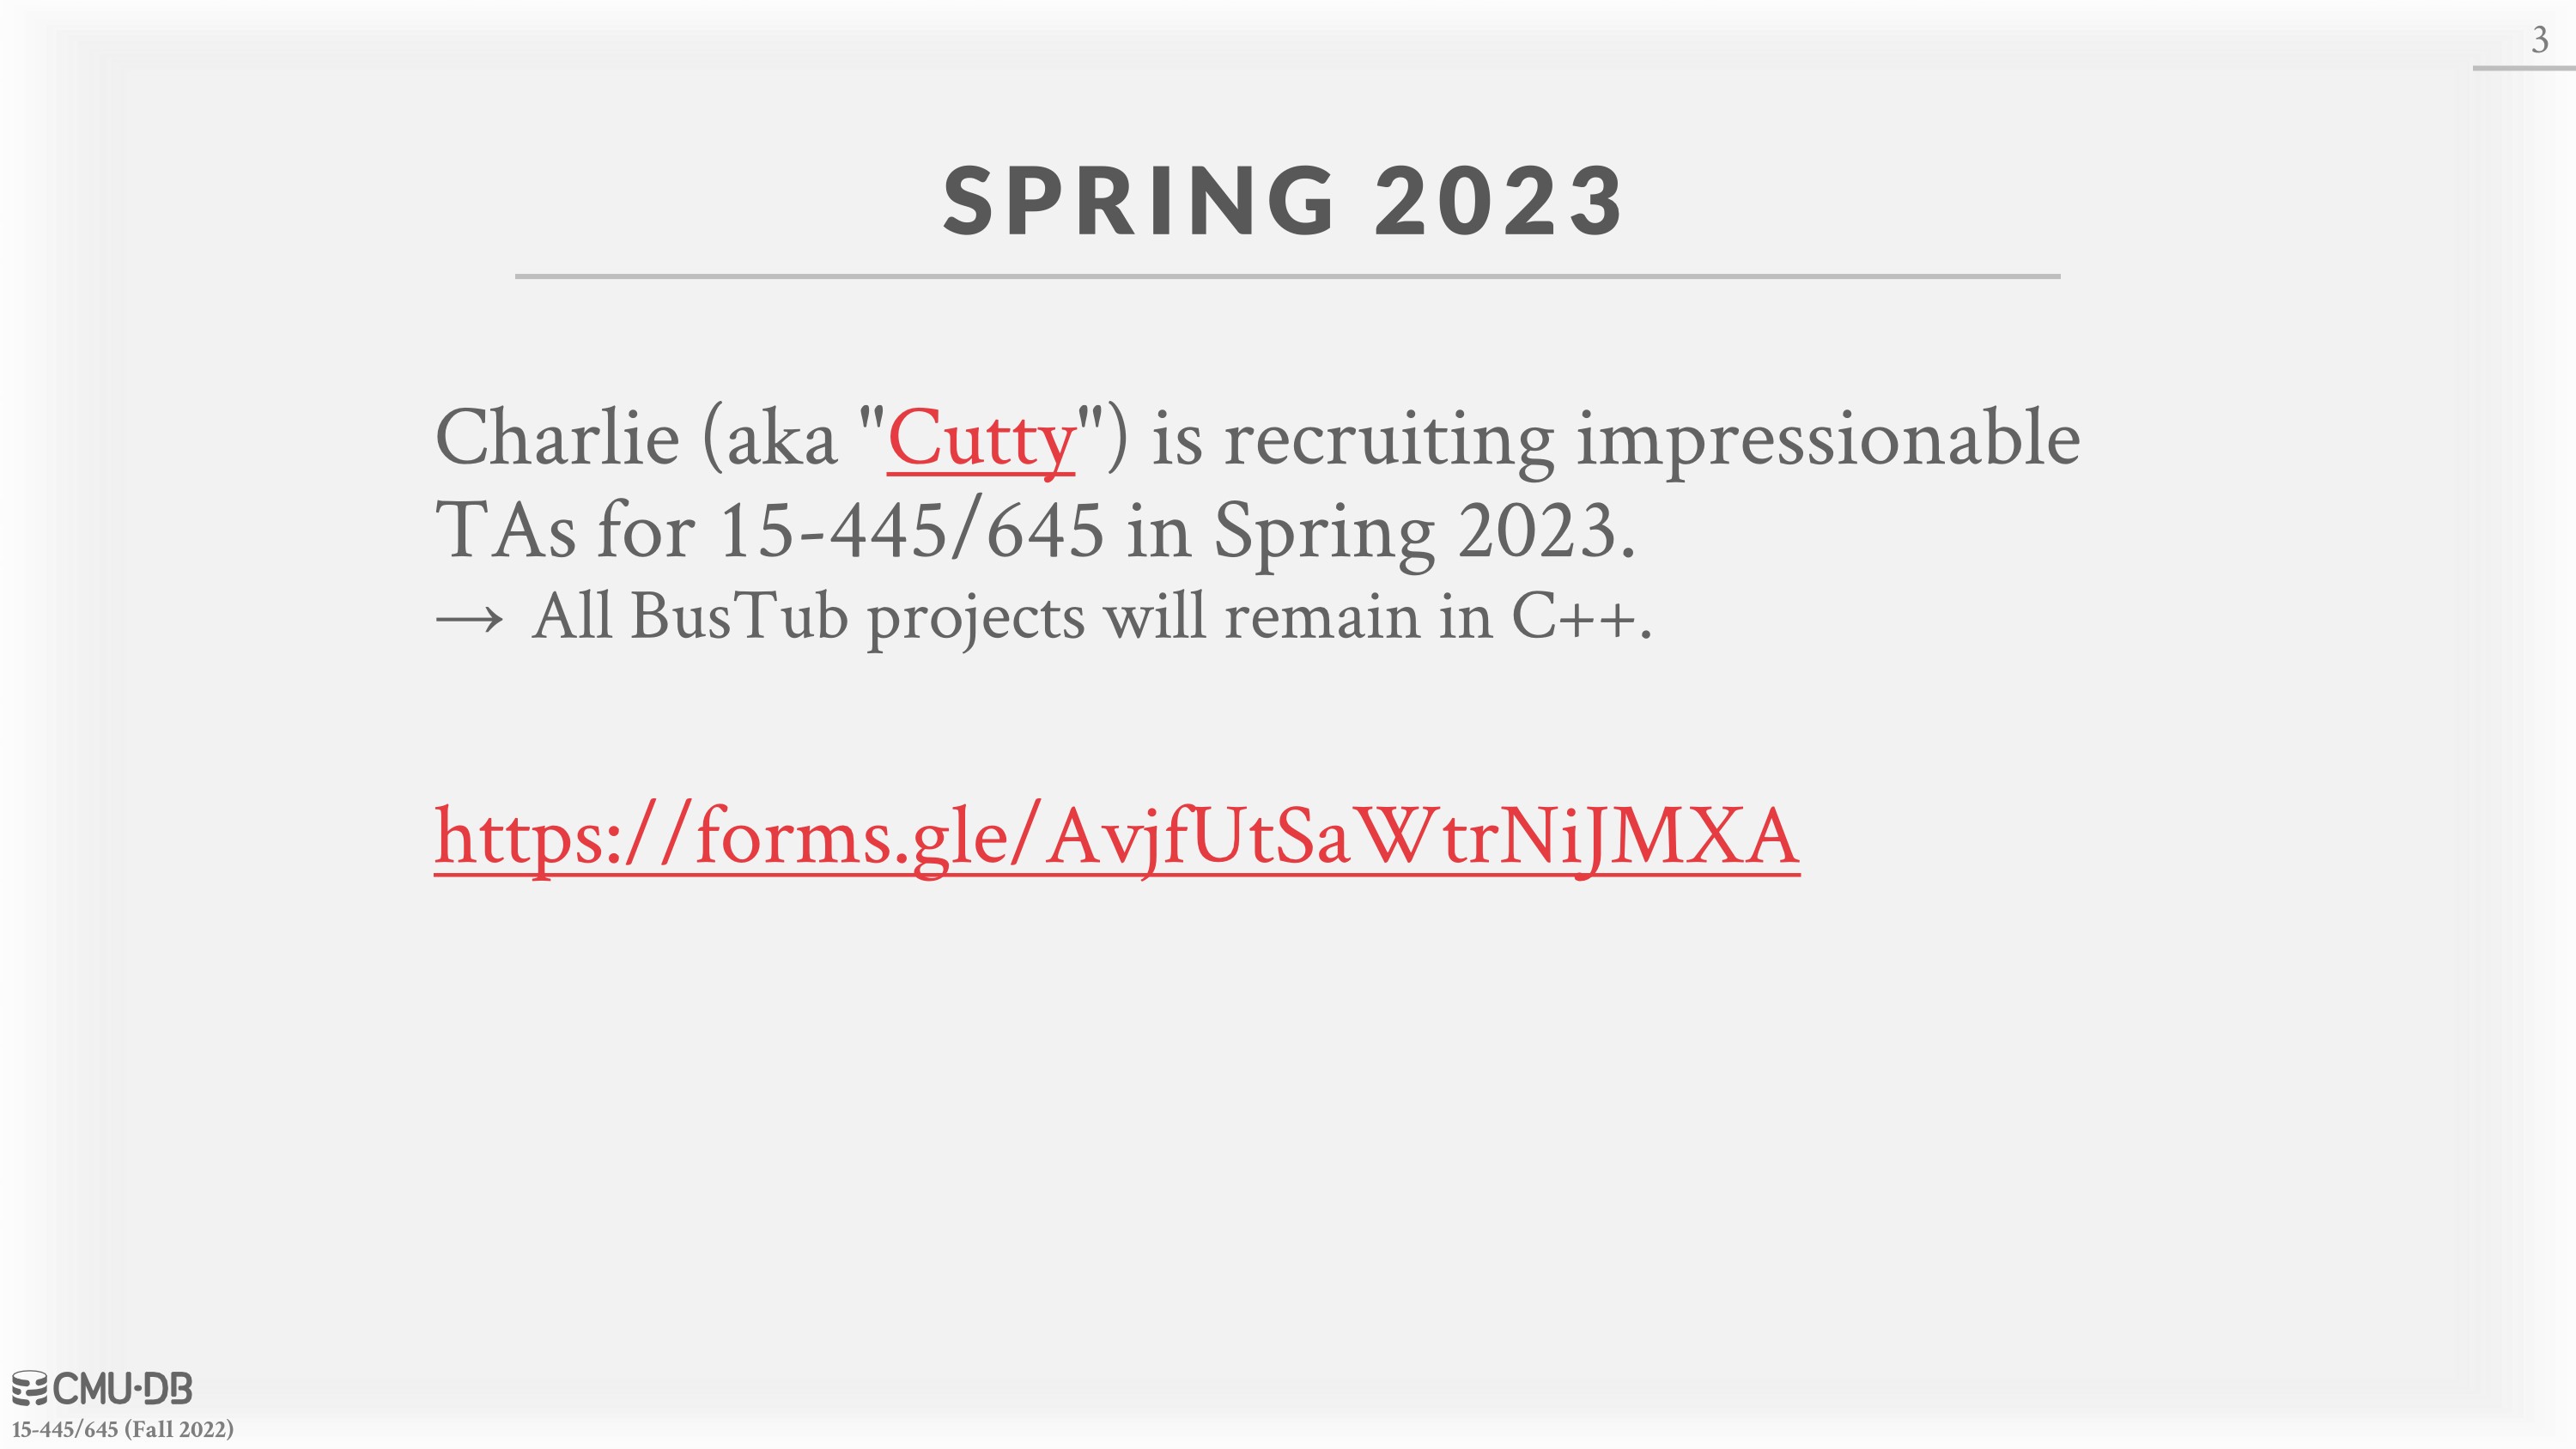 3
SPRING 2023
Charlie (aka "Cutty") is recruiting impressionable
TAs for 15-445/645 in Spring 2023.
→ All BusTub projects will remain in C++.
https://forms.gle/AvjfUtSaWtrNiJMXA
CMU·DB
15-445/645 (Fall 2022)